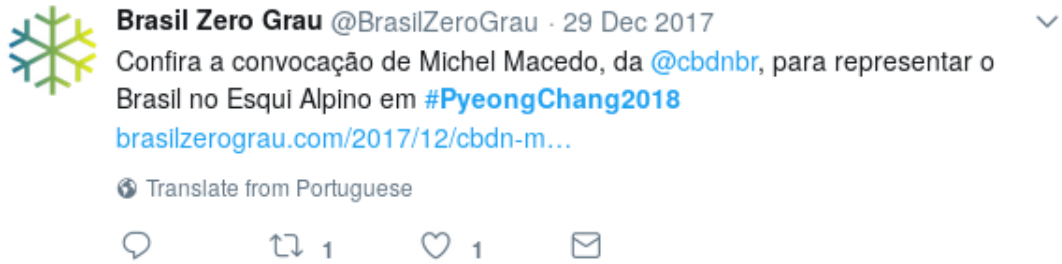 Brasil Zero Grau @BrasilZeroGrau · 29 Dec 2017
Confira a convocação de Michel Macedo, da @cbdnbr, para representar o
Brasil no Esqui Alpino em #PyeongChang2018
brasilzerograu.com/2017/12/cbdn-m…
Translate from Portuguese
1 1